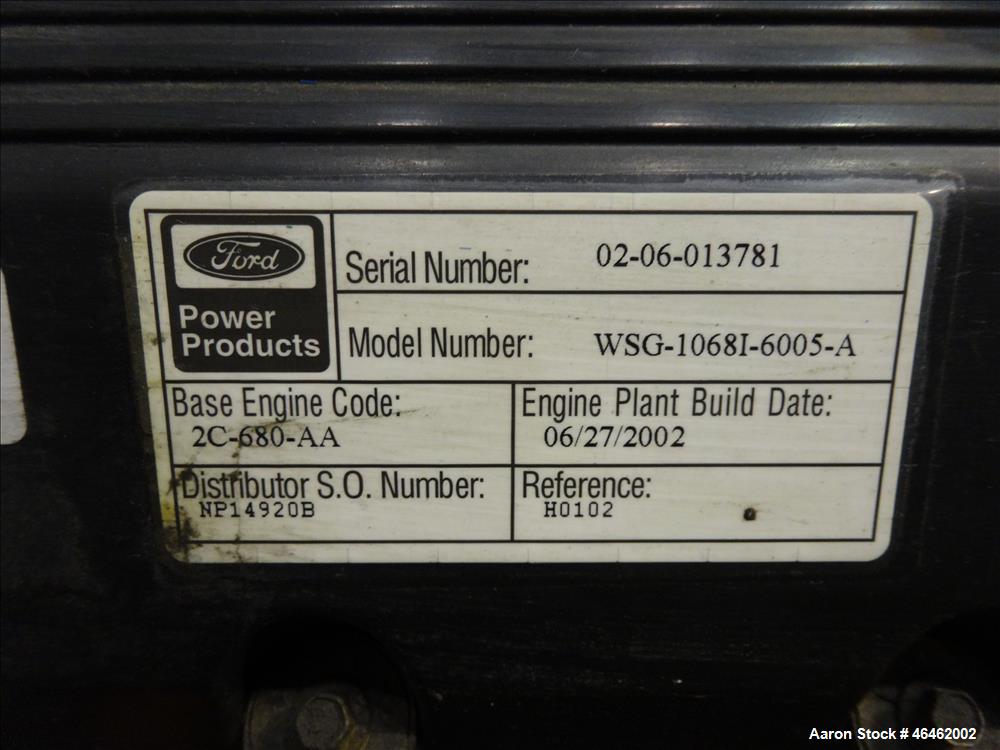 Ford
Power
Products
Serial Number: 02-06-013781
Model Number: WSG-1068I-6005-A
Base Engine Code:
2C-680-AA
Engine Plant Build Date:
06/27/2002
Distributor S.O. Number:
NP14920B
Reference:
H0102
Aaron Stock # 46462002